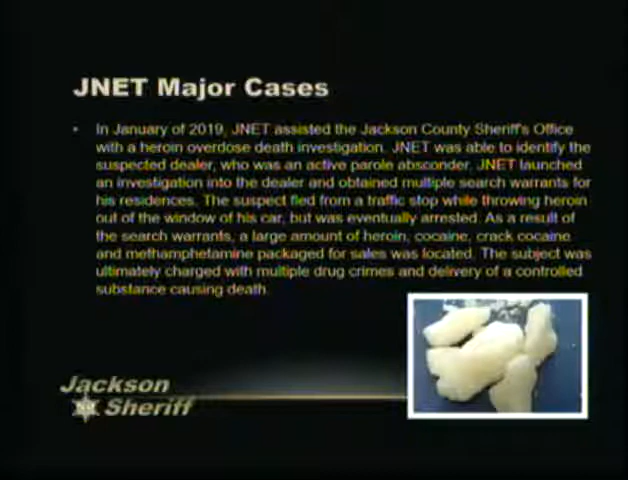 JNET Major Cases
• In January of 2019, JNET assisted the Jackson County Sheriff's Office
with a heroin overdose death investigation. JNET was able to identify the
suspected dealer, who was an active parole absconder. JNET launched
an investigation into the dealer and obtained multiple search warrants for
his residences. The suspect fled from a traffic stop while throwing heroin
out of the window of his car, but was eventually arrested. As a result of
the search warrants, a large amount of heroin, cocaine, crack cocaine
and methamphetamine packaged for sales was located. The subject was
ultimately charged with multiple drug crimes and delivery of a controlled
substance causing death.
Jackson
Sheriff